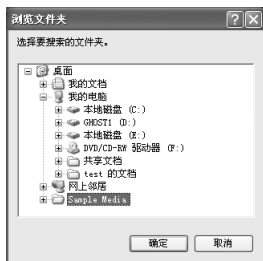 浏览文件夹
选择要搜索的文件夹。
桌面
我的文档
我的电脑
本地磁盘 (C:)
GHOST1 (D:)
本地磁盘 (E:)
DVD/CD-RW 驱动器 (F:)
共享文档
test 的文档
网上邻居
Sample Media
确定
取消